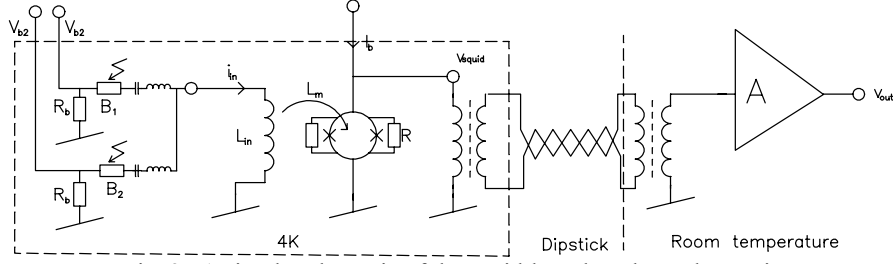 V_b2 V_b2
I_b
V_squid
R_b B_1
i_in
L_m
L_in
R
A
V_out
R_b B_2
4K
Dipstick
Room temperature